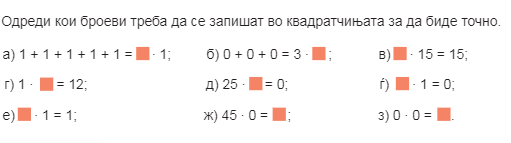 Одреди кои броеви треба да се запишат во квадратчињата за да биде точно.
а) 1 + 1 + 1 + 1 + 1 = 🟧 · 1; б) 0 + 0 + 0 = 3 · 🟧 ; в) 🟧 · 15 = 15;
г) 1 · 🟧 = 12; д) 25 · 🟧 = 0; ѓ) 🟧 · 1 = 0;
е) 🟧 · 1 = 1; ж) 45 · 0 = 🟧 ; з) 0 · 0 = 🟧.